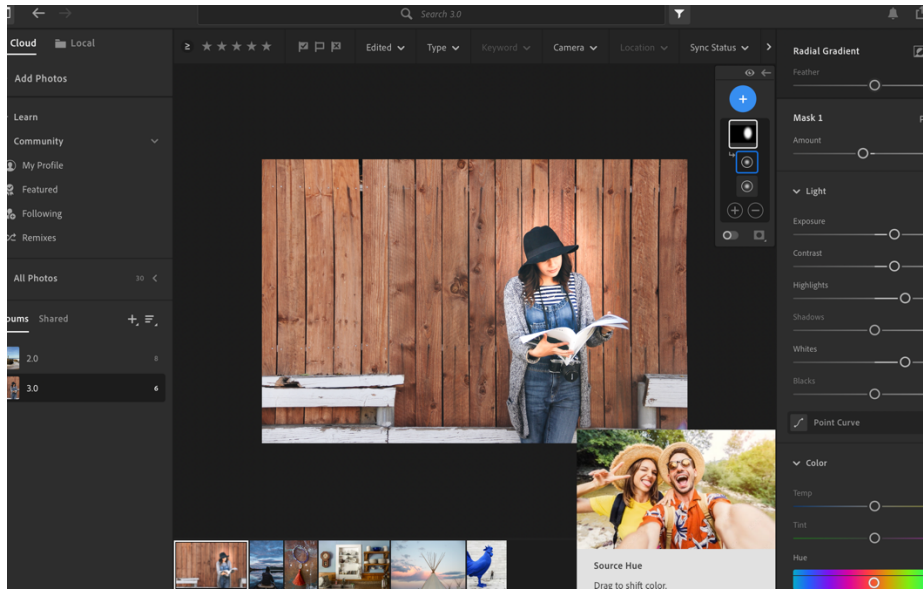 Search 3.0
Cloud Local
≥ Edited Type Keyword Camera Location Sync Status
Add Photos
Learn
Community
My Profile
Featured
Following
Remixes
All Photos 30
Shared
2.0 8
3.0 6
Radial Gradient
Feather
Mask 1
Amount
Light
Exposure
Contrast
Highlights
Shadows
Whites
Blacks
Point Curve
Color
Temp
Tint
Hue
Source Hue
Drag to shift color.